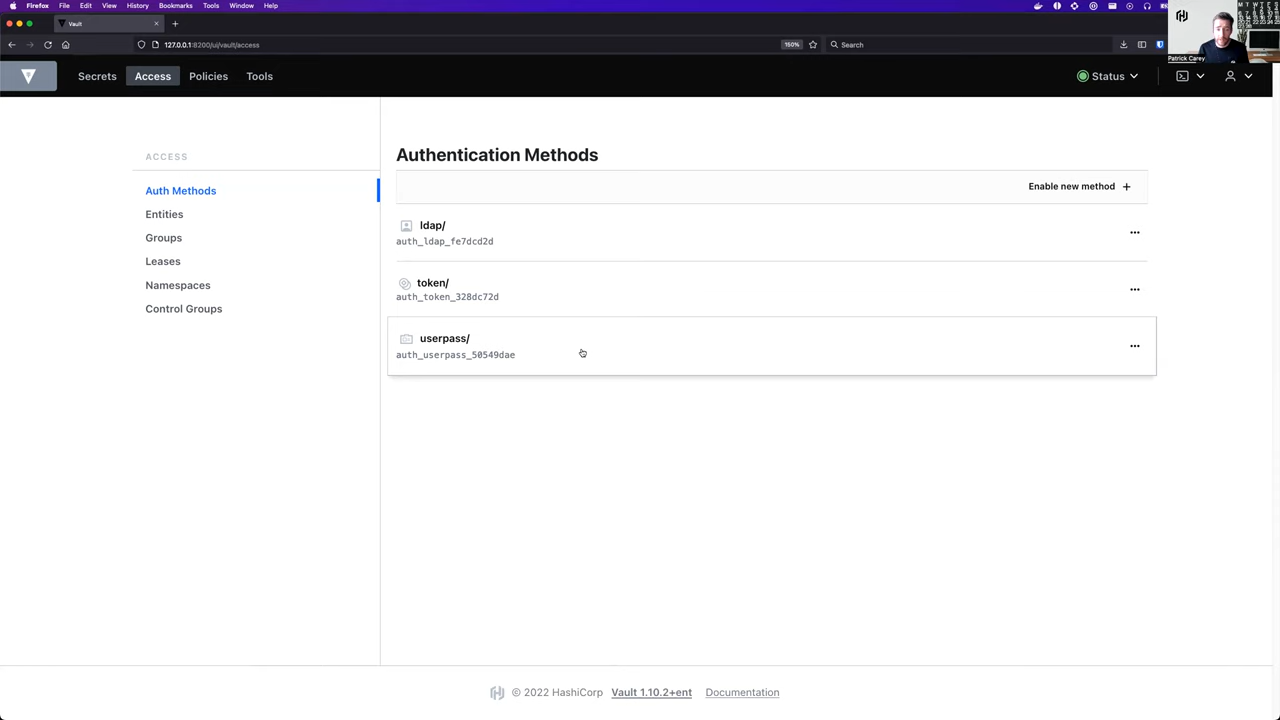 Firefox File Edit View History Bookmarks Tools Window Help
Vault
127.0.0.1:8200/ui/vault/access
150%
Search
Patrick Carey
Secrets Access Policies Tools
Status
ACCESS
Auth Methods
Entities
Groups
Leases
Namespaces
Control Groups
Authentication Methods
Enable new method +
ldap/
auth_ldap_fe7dcd2d
token/
auth_token_328dc72d
userpass/
auth_userpass_50549dae
© 2022 HashiCorp Vault 1.10.2+ent Documentation